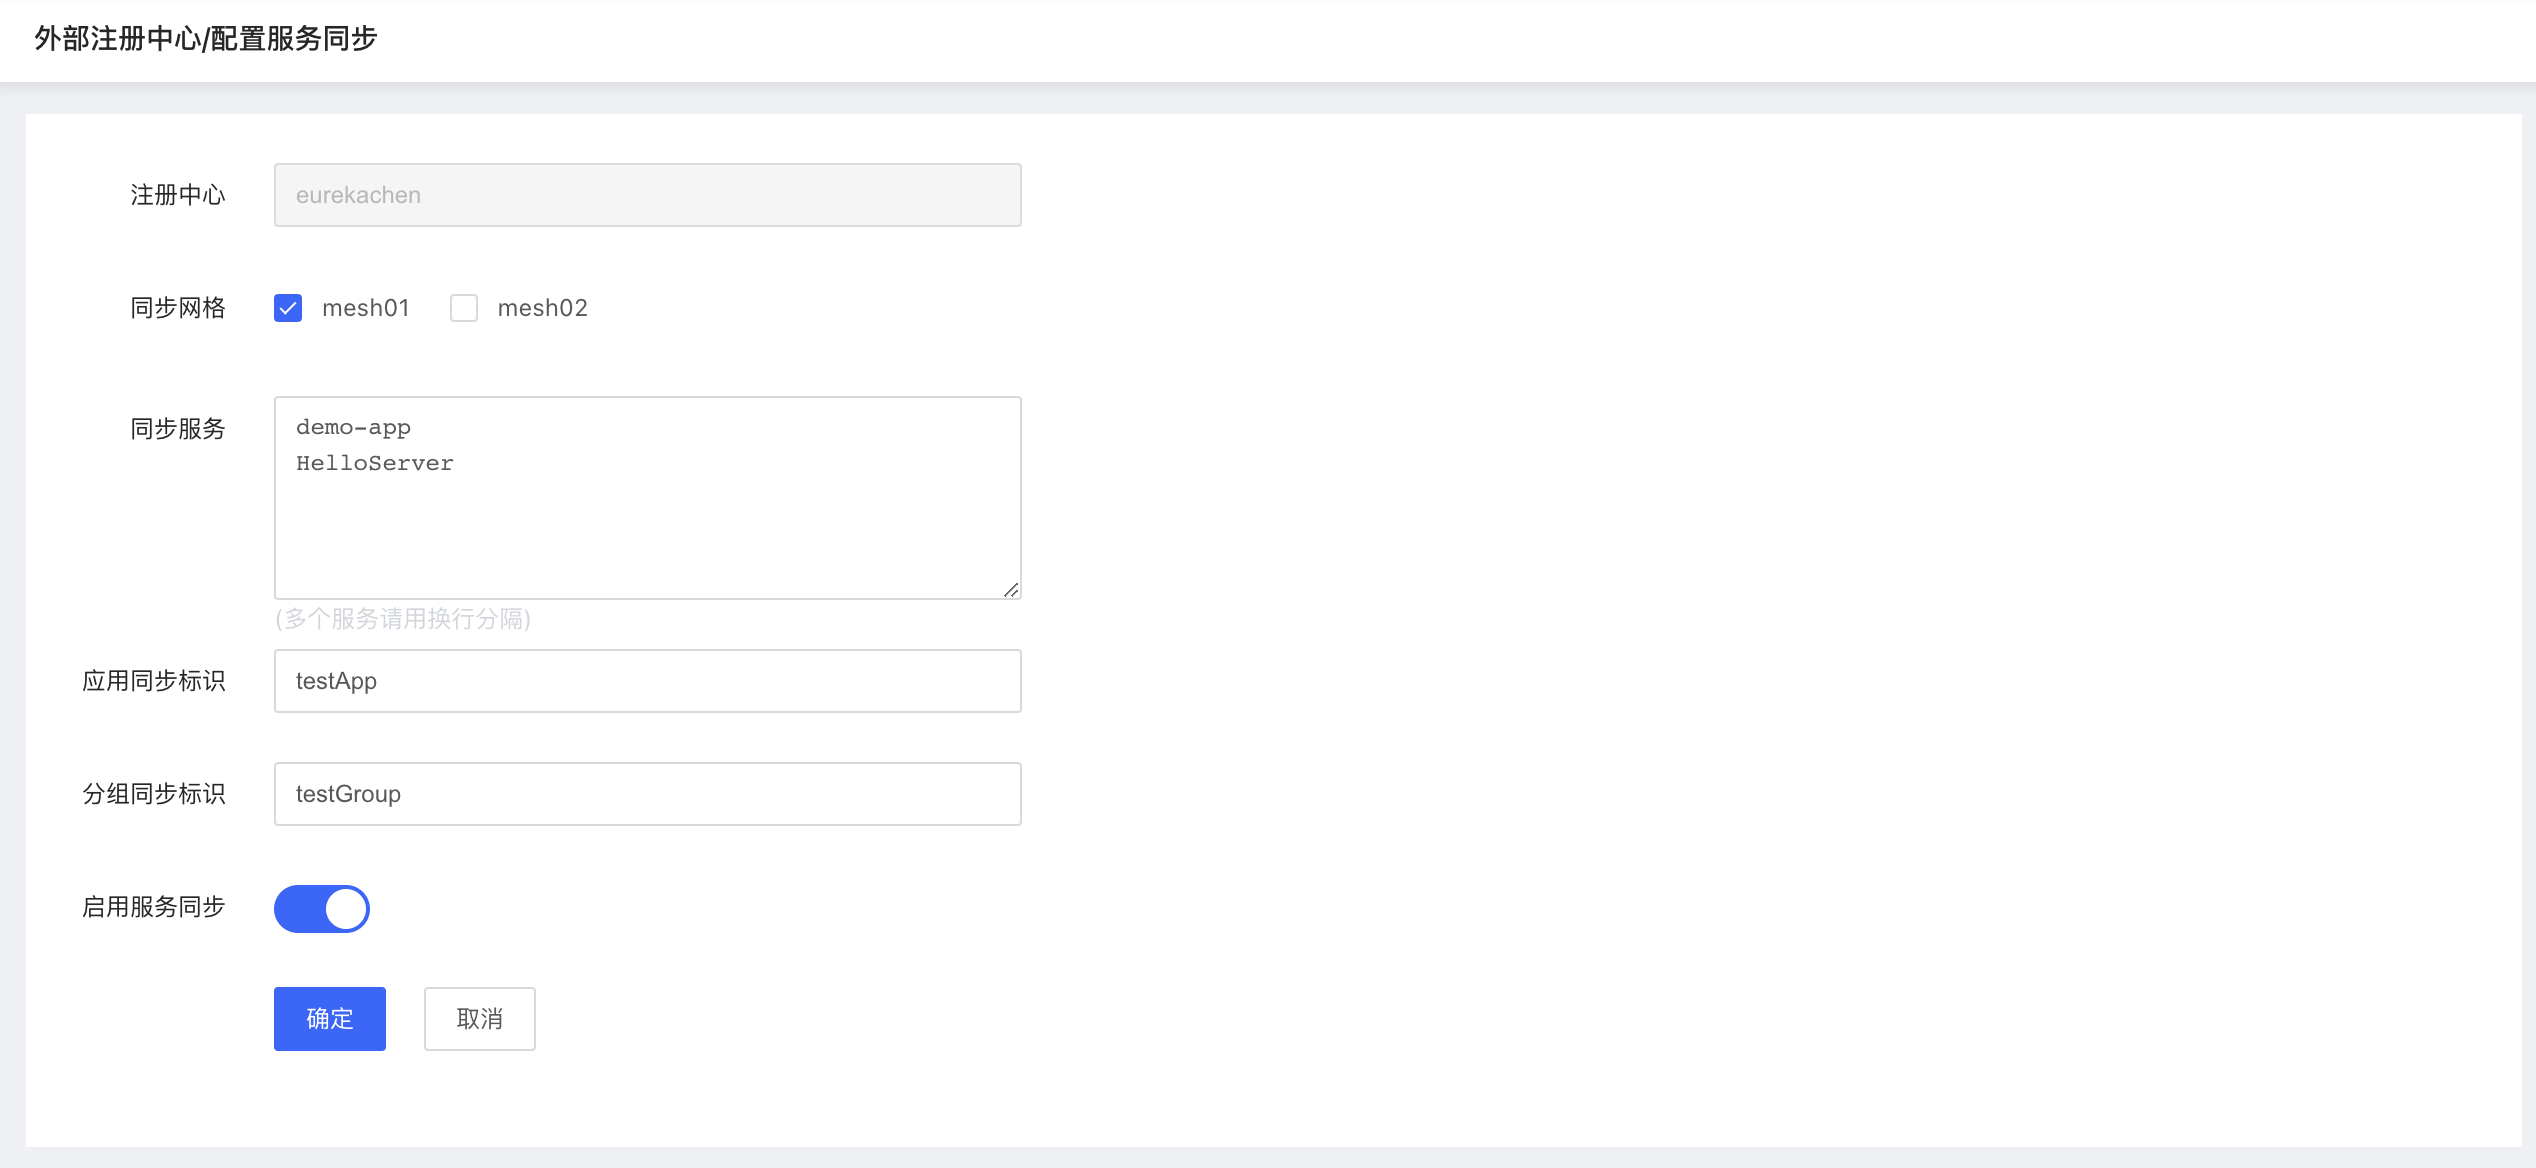 外部注册中心/配置服务同步
注册中心 eurekachen
同步网格 mesh01 mesh02
同步服务 demo-app
HelloServer
(多个服务请用换行分隔)
应用同步标识 testApp
分组同步标识 testGroup
启用服务同步
确定 取消